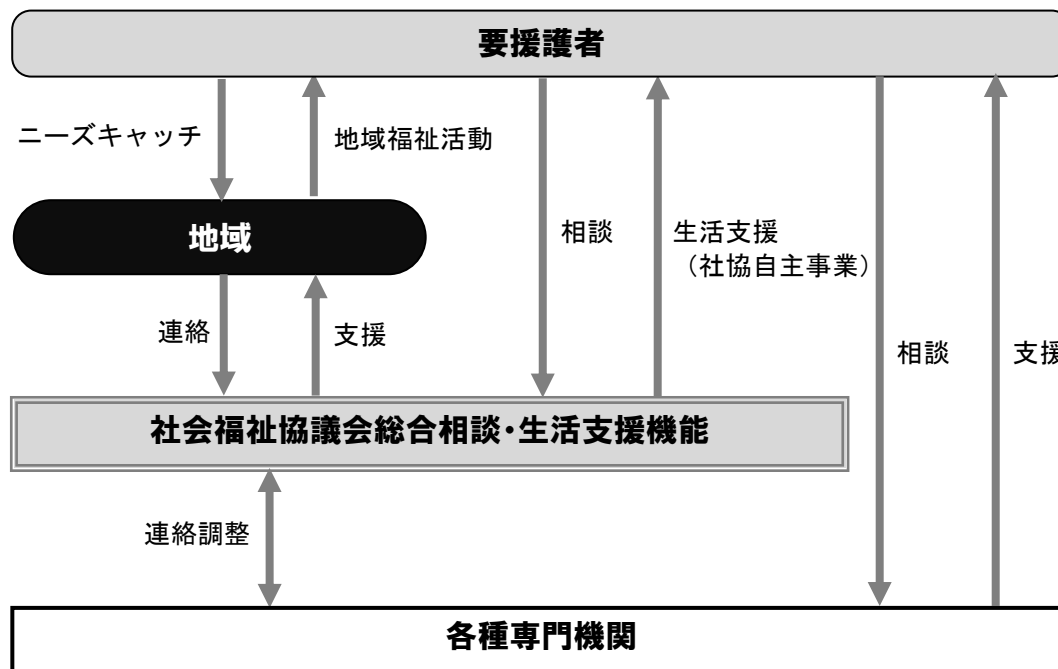 要援護者
ニーズキャッチ
地域福祉活動
地域
相談
生活支援
（社協自主事業）
連絡
支援
相談
支援
社会福祉協議会総合相談・生活支援機能
連絡調整
各種専門機関